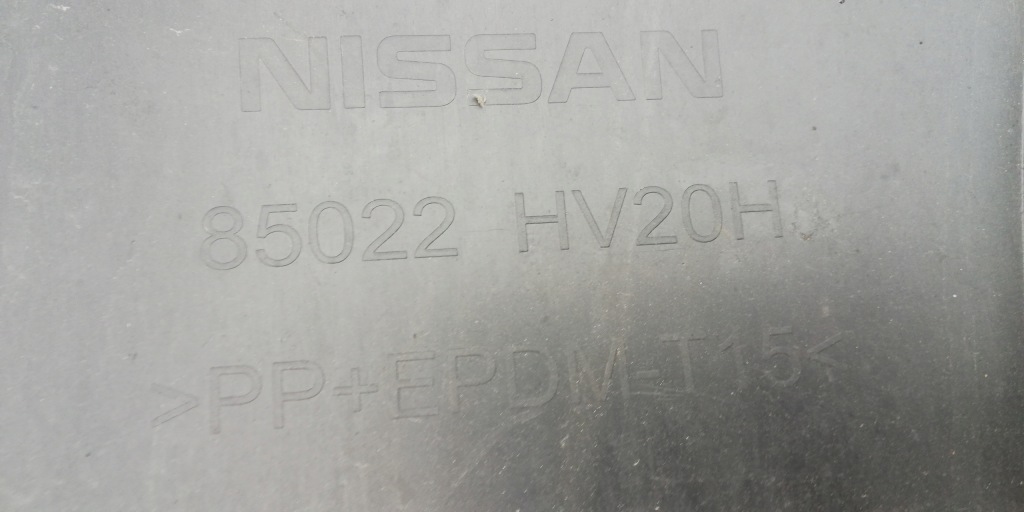 NISSAN
85022 HV20H
>PP+EPDM-T15<